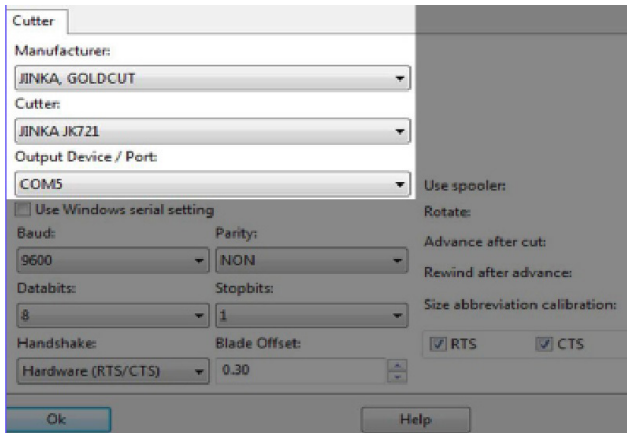 Cutter
Manufacturer:
JINKA, GOLDCUT
Cutter:
JINKA JK721
Output Device / Port:
COM5
Use Windows serial setting
Baud: Parity:
9600 NON
Databits: Stopbits:
8 1
Handshake: Blade Offset:
Hardware (RTS/CTS) 0.30
Use spooler:
Rotate:
Advance after cut:
Rewind after advance:
Size abbreviation calibration:
RTS CTS
Ok Help